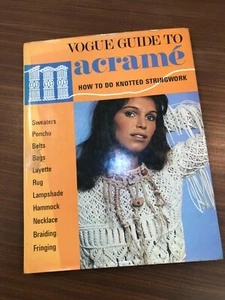 VOGUE GUIDE TO
macramé
HOW TO DO KNOTTED STRINGWORK
Sweaters
Poncho
Belts
Bags
Layette
Rug
Lampshade
Hammock
Necklace
Braiding
Fringing